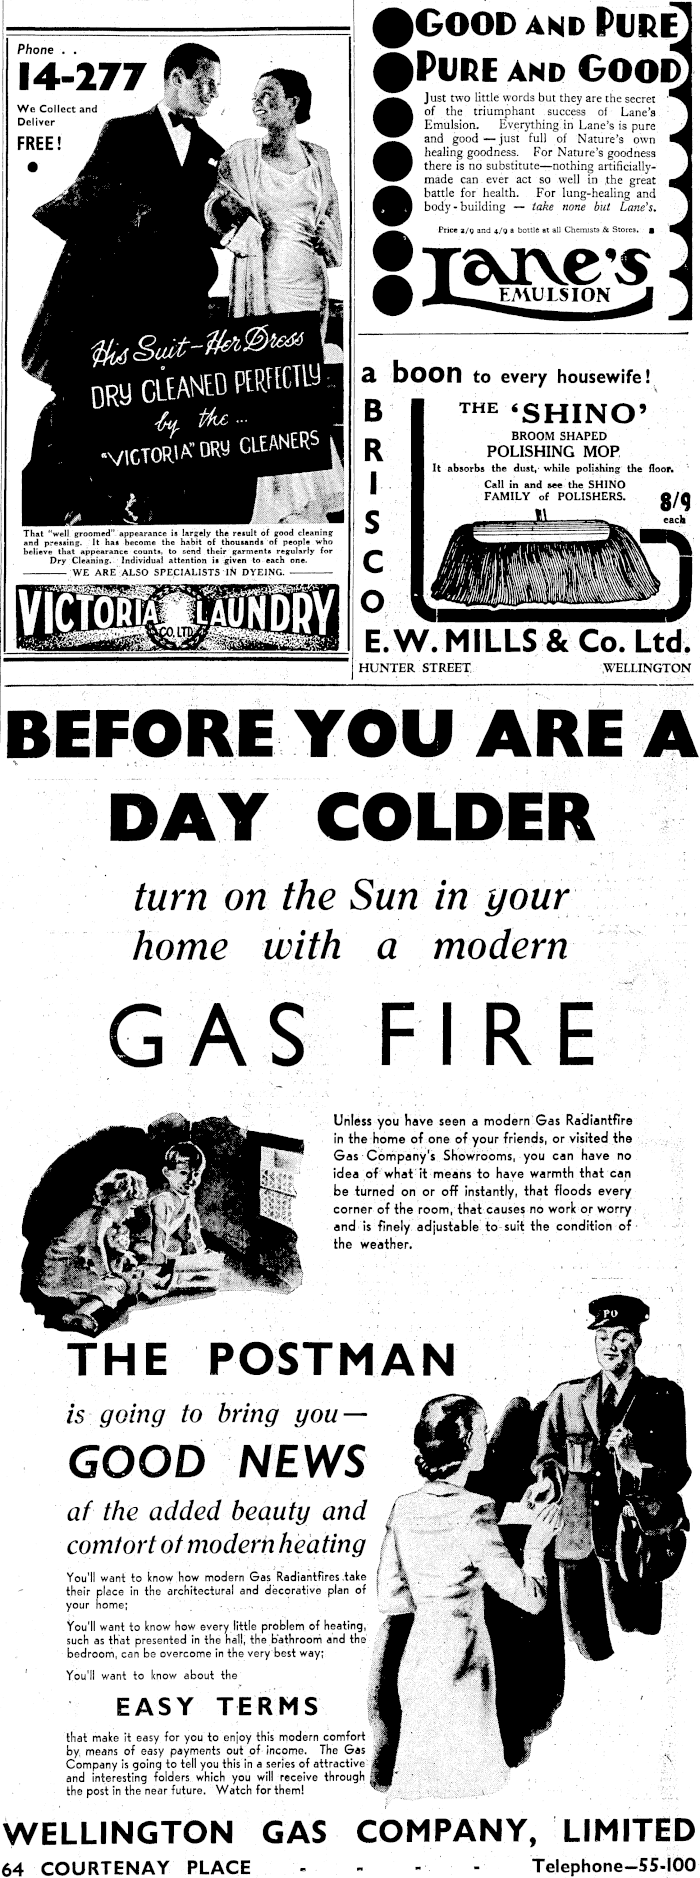 Phone . .
14-277
We Collect and
Deliver
FREE!
His Suit—Her Dress
DRY CLEANED PERFECTLY
by the ...
"VICTORIA" DRY CLEANERS
That "well groomed" appearance is largely the result of good cleaning
and pressing. It has become the habit of thousands of people who
believe that appearance counts, to send their garments regularly for
Dry Cleaning. Individual attention is given to each one.
WE ARE ALSO SPECIALISTS IN DYEING.
VICTORIA LAUNDRY
CO. LTD.
GOOD AND PURE
PURE AND GOOD
Just two little words but they are the secret
of the triumphant success of Lane's
Emulsion. Everything in Lane's is pure
and good — just full of Nature's own
healing goodness. For Nature's goodness
there is no substitute—nothing artificially-
made can ever act so well in the great
battle for health. For lung-healing and
body-building — take none but Lane's.
Price 2/9 and 4/9 a bottle at all Chemists & Stores.
Lane's
EMULSION
a boon to every housewife!
BRISCO
THE 'SHINO'
BROOM SHAPED
POLISHING MOP
It absorbs the dust, while polishing the floor.
Call in and see the SHINO
FAMILY of POLISHERS.
8/9
each
E. W. MILLS & Co. Ltd.
HUNTER STREET WELLINGTON
BEFORE YOU ARE A
DAY COLDER
turn on the Sun in your
home with a modern
GAS FIRE
Unless you have seen a modern Gas Radiantfire
in the home of one of your friends, or visited the
Gas Company's Showrooms, you can have no
idea of what it means to have warmth that can
be turned on or off instantly, that floods every
corner of the room, that causes no work or worry
and is finely adjustable to suit the condition of
the weather.
PO
THE POSTMAN
is going to bring you—
GOOD NEWS
af the added beauty and
comfort of modern heating
You'll want to know how modern Gas Radiantfires take
their place in the architectural and decorative plan of
your home;
You'll want to know how every little problem of heating,
such as that presented in the hall, the bathroom and the
bedroom, can be overcome in the very best way;
You'll want to know about the
EASY TERMS
that make it easy for you to enjoy this modern comfort
by means of easy payments out of income. The Gas
Company is going to tell you this in a series of attractive
and interesting folders which you will receive through
the post in the near future. Watch for them!
WELLINGTON GAS COMPANY, LIMITED
64 COURTENAY PLACE - - - - Telephone—55-100